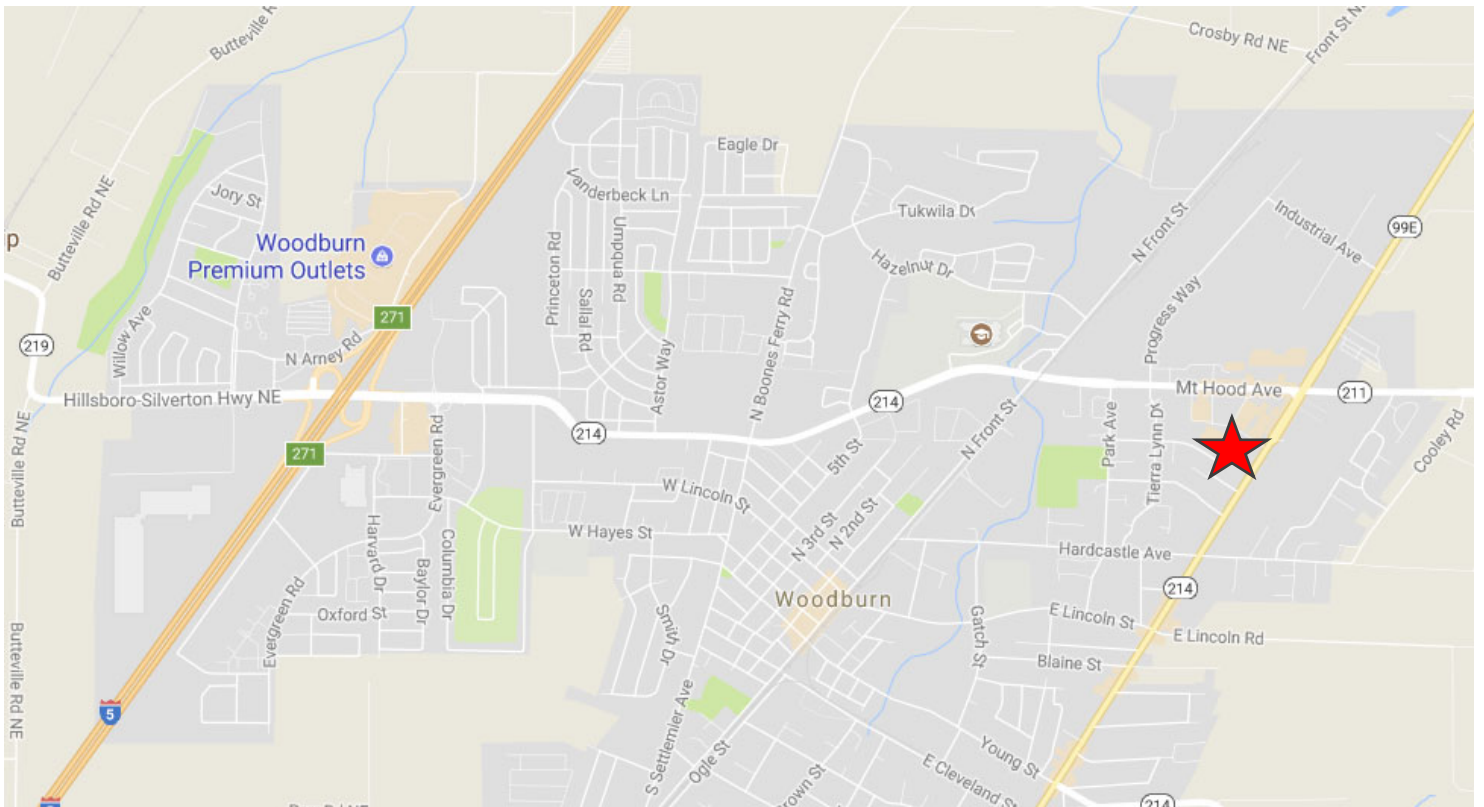 Butteville R
Crosby Rd NE
Front St N
Eagle Dr
Vanderbeck Ln
Jory St
Butteville Rd NE
Tukwila D
Industrial Ave
99E
p
Woodburn
Premium Outlets
Umpqua Rd
Princeton Rd
Sallal Rd
Hazelnut Dr
N Front St
Progress Way
271
N Boones Ferry Rd
Willow Ave
219
N Arney Rd
Astor Way
Mt Hood Ave
211
Hillsboro-Silverton Hwy NE
214
214
271
Evergreen Rd
5th St
N Front St
Park Ave
Tierra Lynn D
Cooley Rd
Butteville Rd NE
W Lincoln St
W Hayes St
N 3rd St
N 2nd St
Hardcastle Ave
Harvard Dr
Columbia Dr
Baylor Dr
214
Woodburn
Evergreen Rd
Oxford St
Smith Dr
Gatch St
E Lincoln St
E Lincoln Rd
Blaine St
Butteville Rd NE
5
S Settlemier Ave
Ogle St
Young St
E Cleveland St
rown St
214